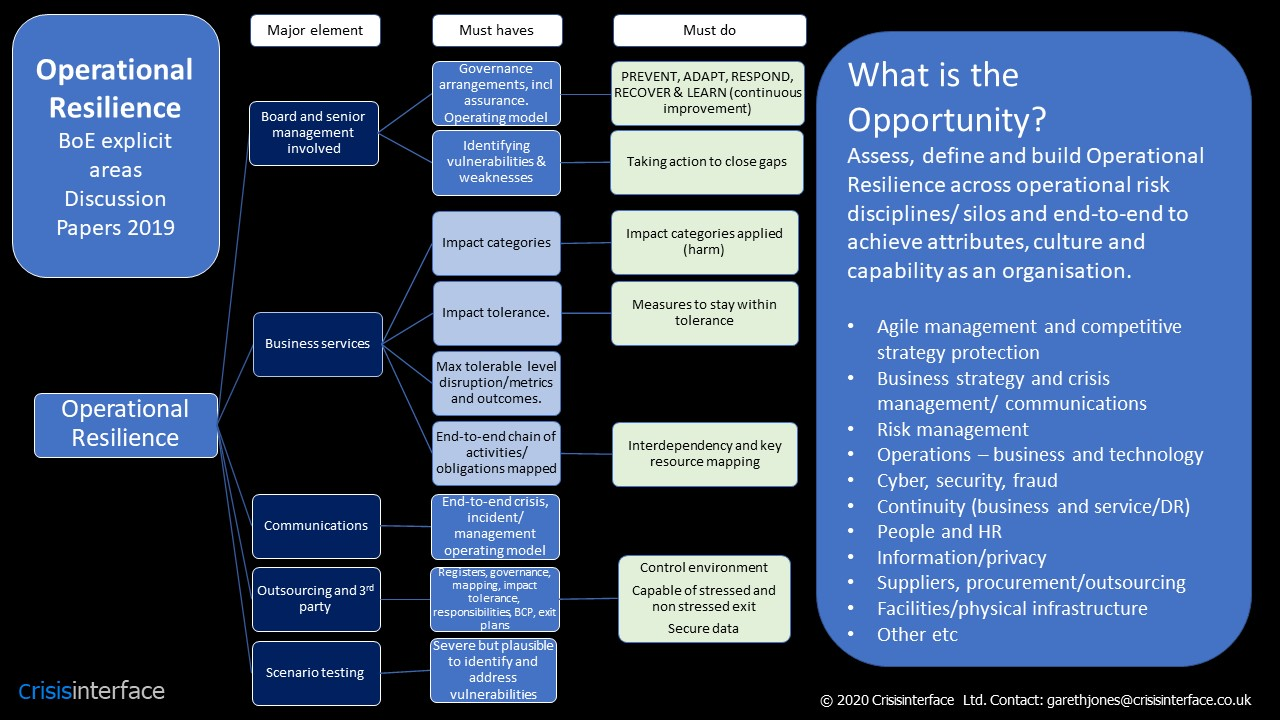 Operational
Resilience
BoE explicit
areas
Discussion
Papers 2019
Major element
Must haves
Must do
Operational
Resilience
Board and senior
management
involved
Governance
arrangements, incl
assurance.
Operating model
PREVENT, ADAPT, RESPOND,
RECOVER & LEARN (continuous
improvement)
Identifying
vulnerabilities &
weaknesses
Taking action to close gaps
Business services
Impact categories
Impact categories applied
(harm)
Impact tolerance.
Measures to stay within
tolerance
Max tolerable level
disruption/metrics
and outcomes.
End-to-end chain of
activities/
obligations mapped
Interdependency and key
resource mapping
Communications
End-to-end crisis,
incident/
management
operating model
Outsourcing and 3rd
party
Registers, governance,
mapping, impact
tolerance,
responsibilities, BCP, exit
plans
Control environment
Capable of stressed and
non stressed exit
Secure data
Scenario testing
Severe but plausible
to identify and
address
vulnerabilities
What is the
Opportunity?
Assess, define and build Operational
Resilience across operational risk
disciplines/ silos and end-to-end to
achieve attributes, culture and
capability as an organisation.
• Agile management and competitive
strategy protection
• Business strategy and crisis
management/ communications
• Risk management
• Operations – business and technology
• Cyber, security, fraud
• Continuity (business and service/DR)
• People and HR
• Information/privacy
• Suppliers, procurement/outsourcing
• Facilities/physical infrastructure
• Other etc
crisisinterface
© 2020 Crisisinterface Ltd. Contact: garethjones@crisisinterface.co.uk